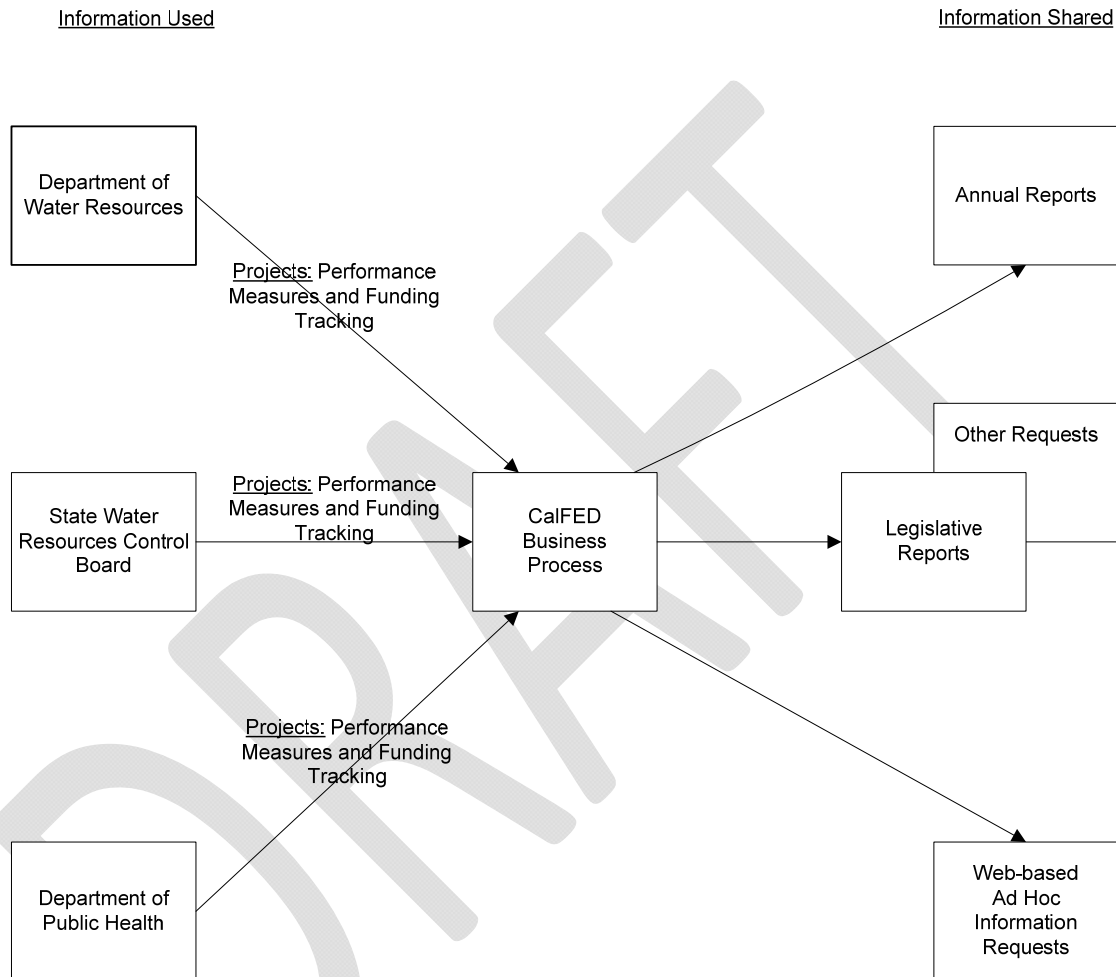 Information Used
Information Shared
Department of
Water Resources
Annual Reports
Projects: Performance
Measures and Funding
Tracking
Other Requests
State Water
Resources Control
Board
Projects: Performance
Measures and Funding
Tracking
CalFED
Business
Process
Legislative
Reports
Projects: Performance
Measures and Funding
Tracking
Department of
Public Health
Web-based
Ad Hoc
Information
Requests
DRAFT